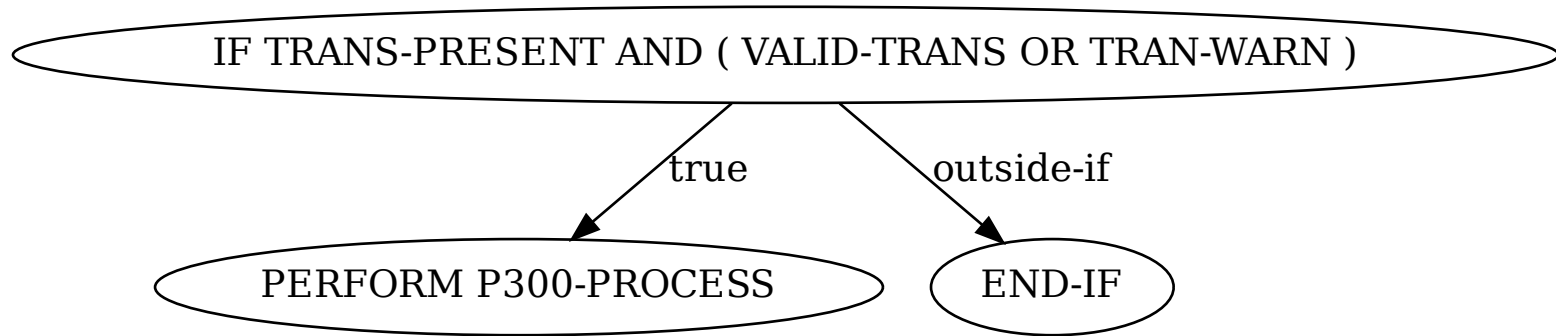 IF TRANS-PRESENT AND ( VALID-TRANS OR TRAN-WARN )
true
outside-if
PERFORM P300-PROCESS
END-IF